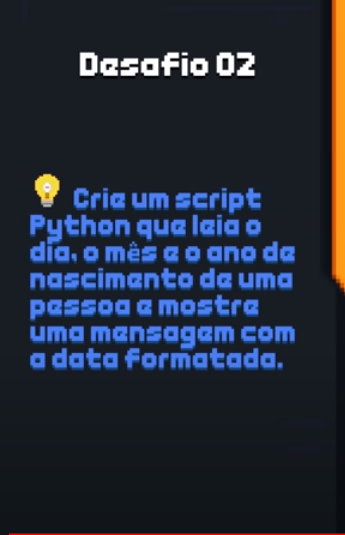 Desafio 02
Crie um script
Python que leia o
dia, o mês e o ano de
nascimento de uma
pessoa e mostre
uma mensagem com
a data formatada.